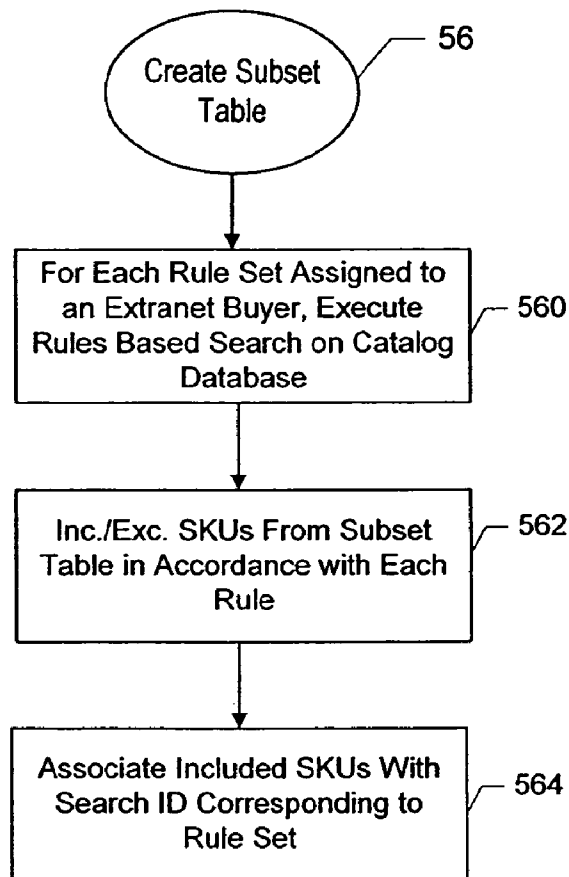 Create Subset
56
Table
For Each Rule Set Assigned to
an Extranet Buyer, Execute
560
Rules Based Search on Catalog
Database
Inc./Exc. SKUs From Subset
562
Table in Accordance with Each
Rule
Associate Included SKUs With
Search ID Corresponding to
564
Rule Set